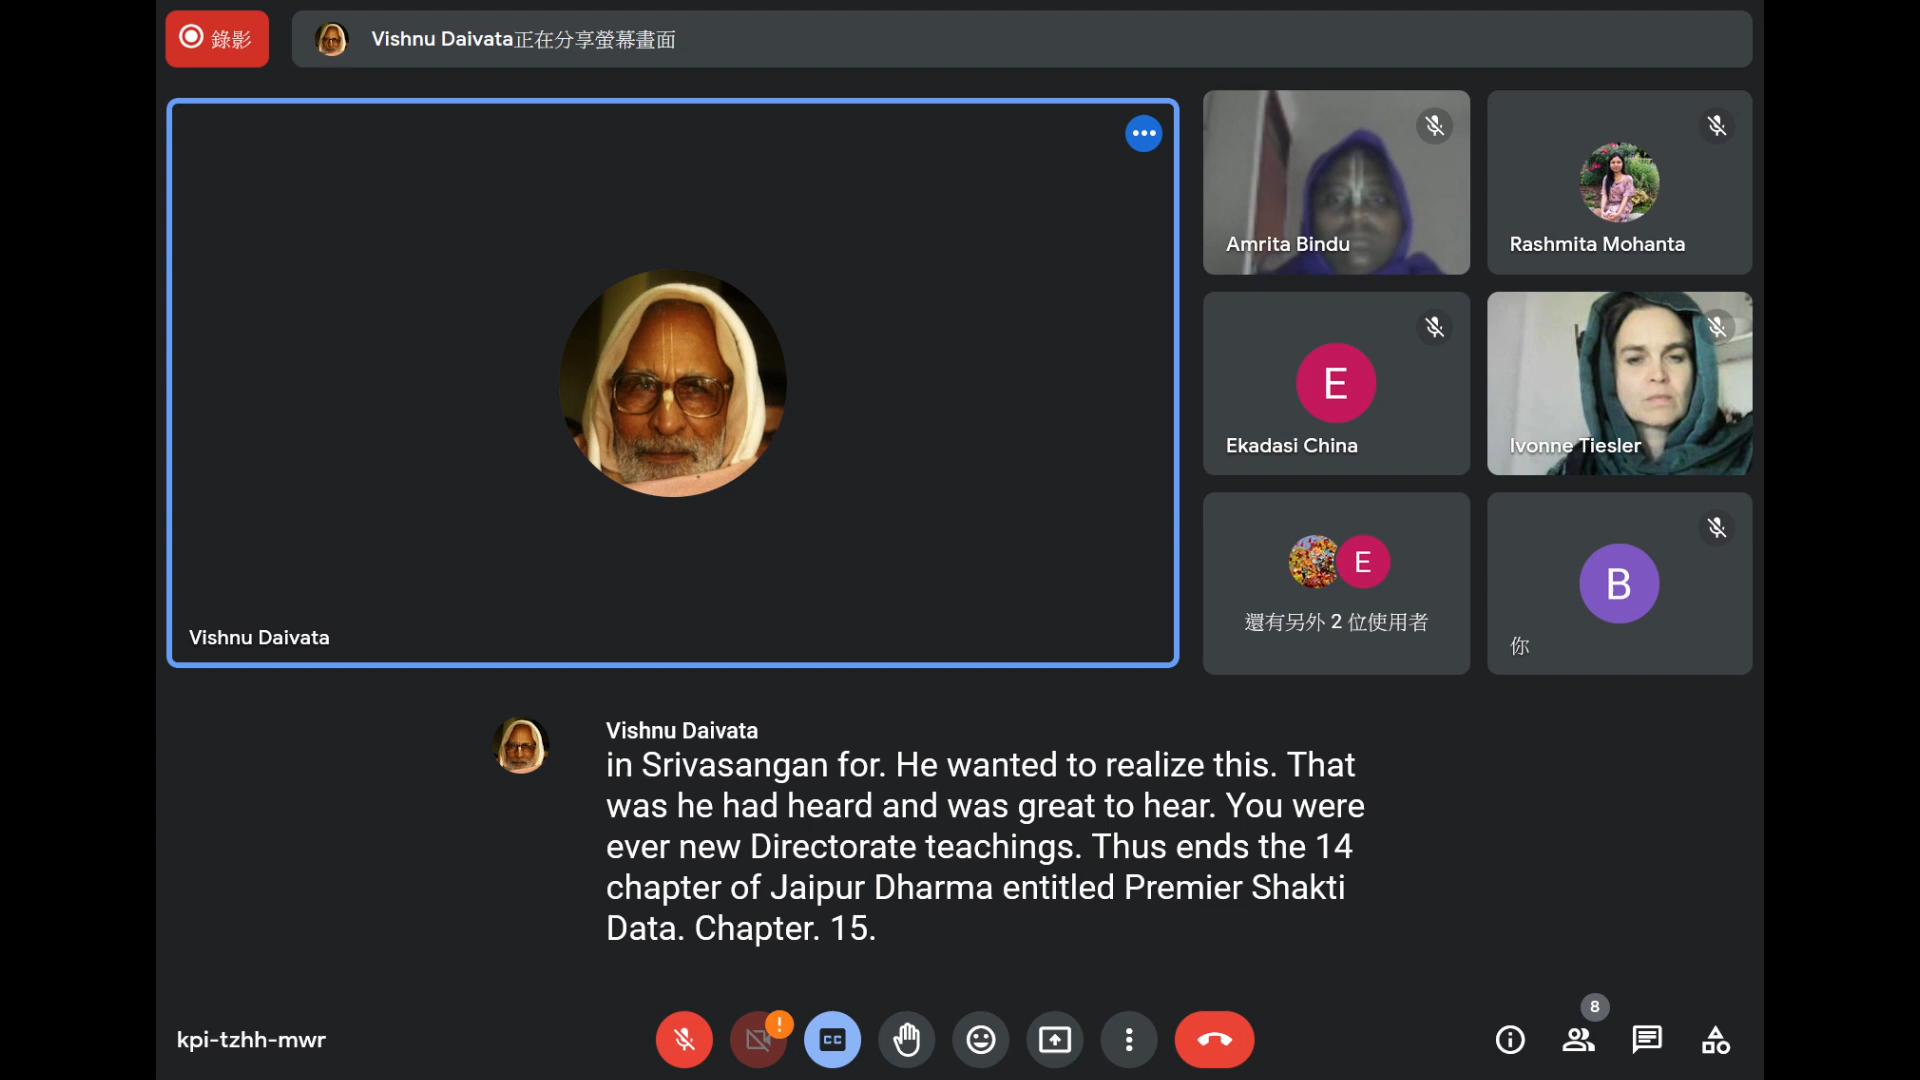 錄影
Vishnu Daivata正在分享螢幕畫面
Vishnu Daivata
Amrita Bindu
Rashmita Mohanta
Ekadasi China
E
Ivonne Tiesler
E
還有另外 2 位使用者
B
你
Vishnu Daivata
in Srivasangan for. He wanted to realize this. That
was he had heard and was great to hear. You were
ever new Directorate teachings. Thus ends the 14
chapter of Jaipur Dharma entitled Premier Shakti
Data. Chapter. 15.
kpi-tzhh-mwr
!
CC
8